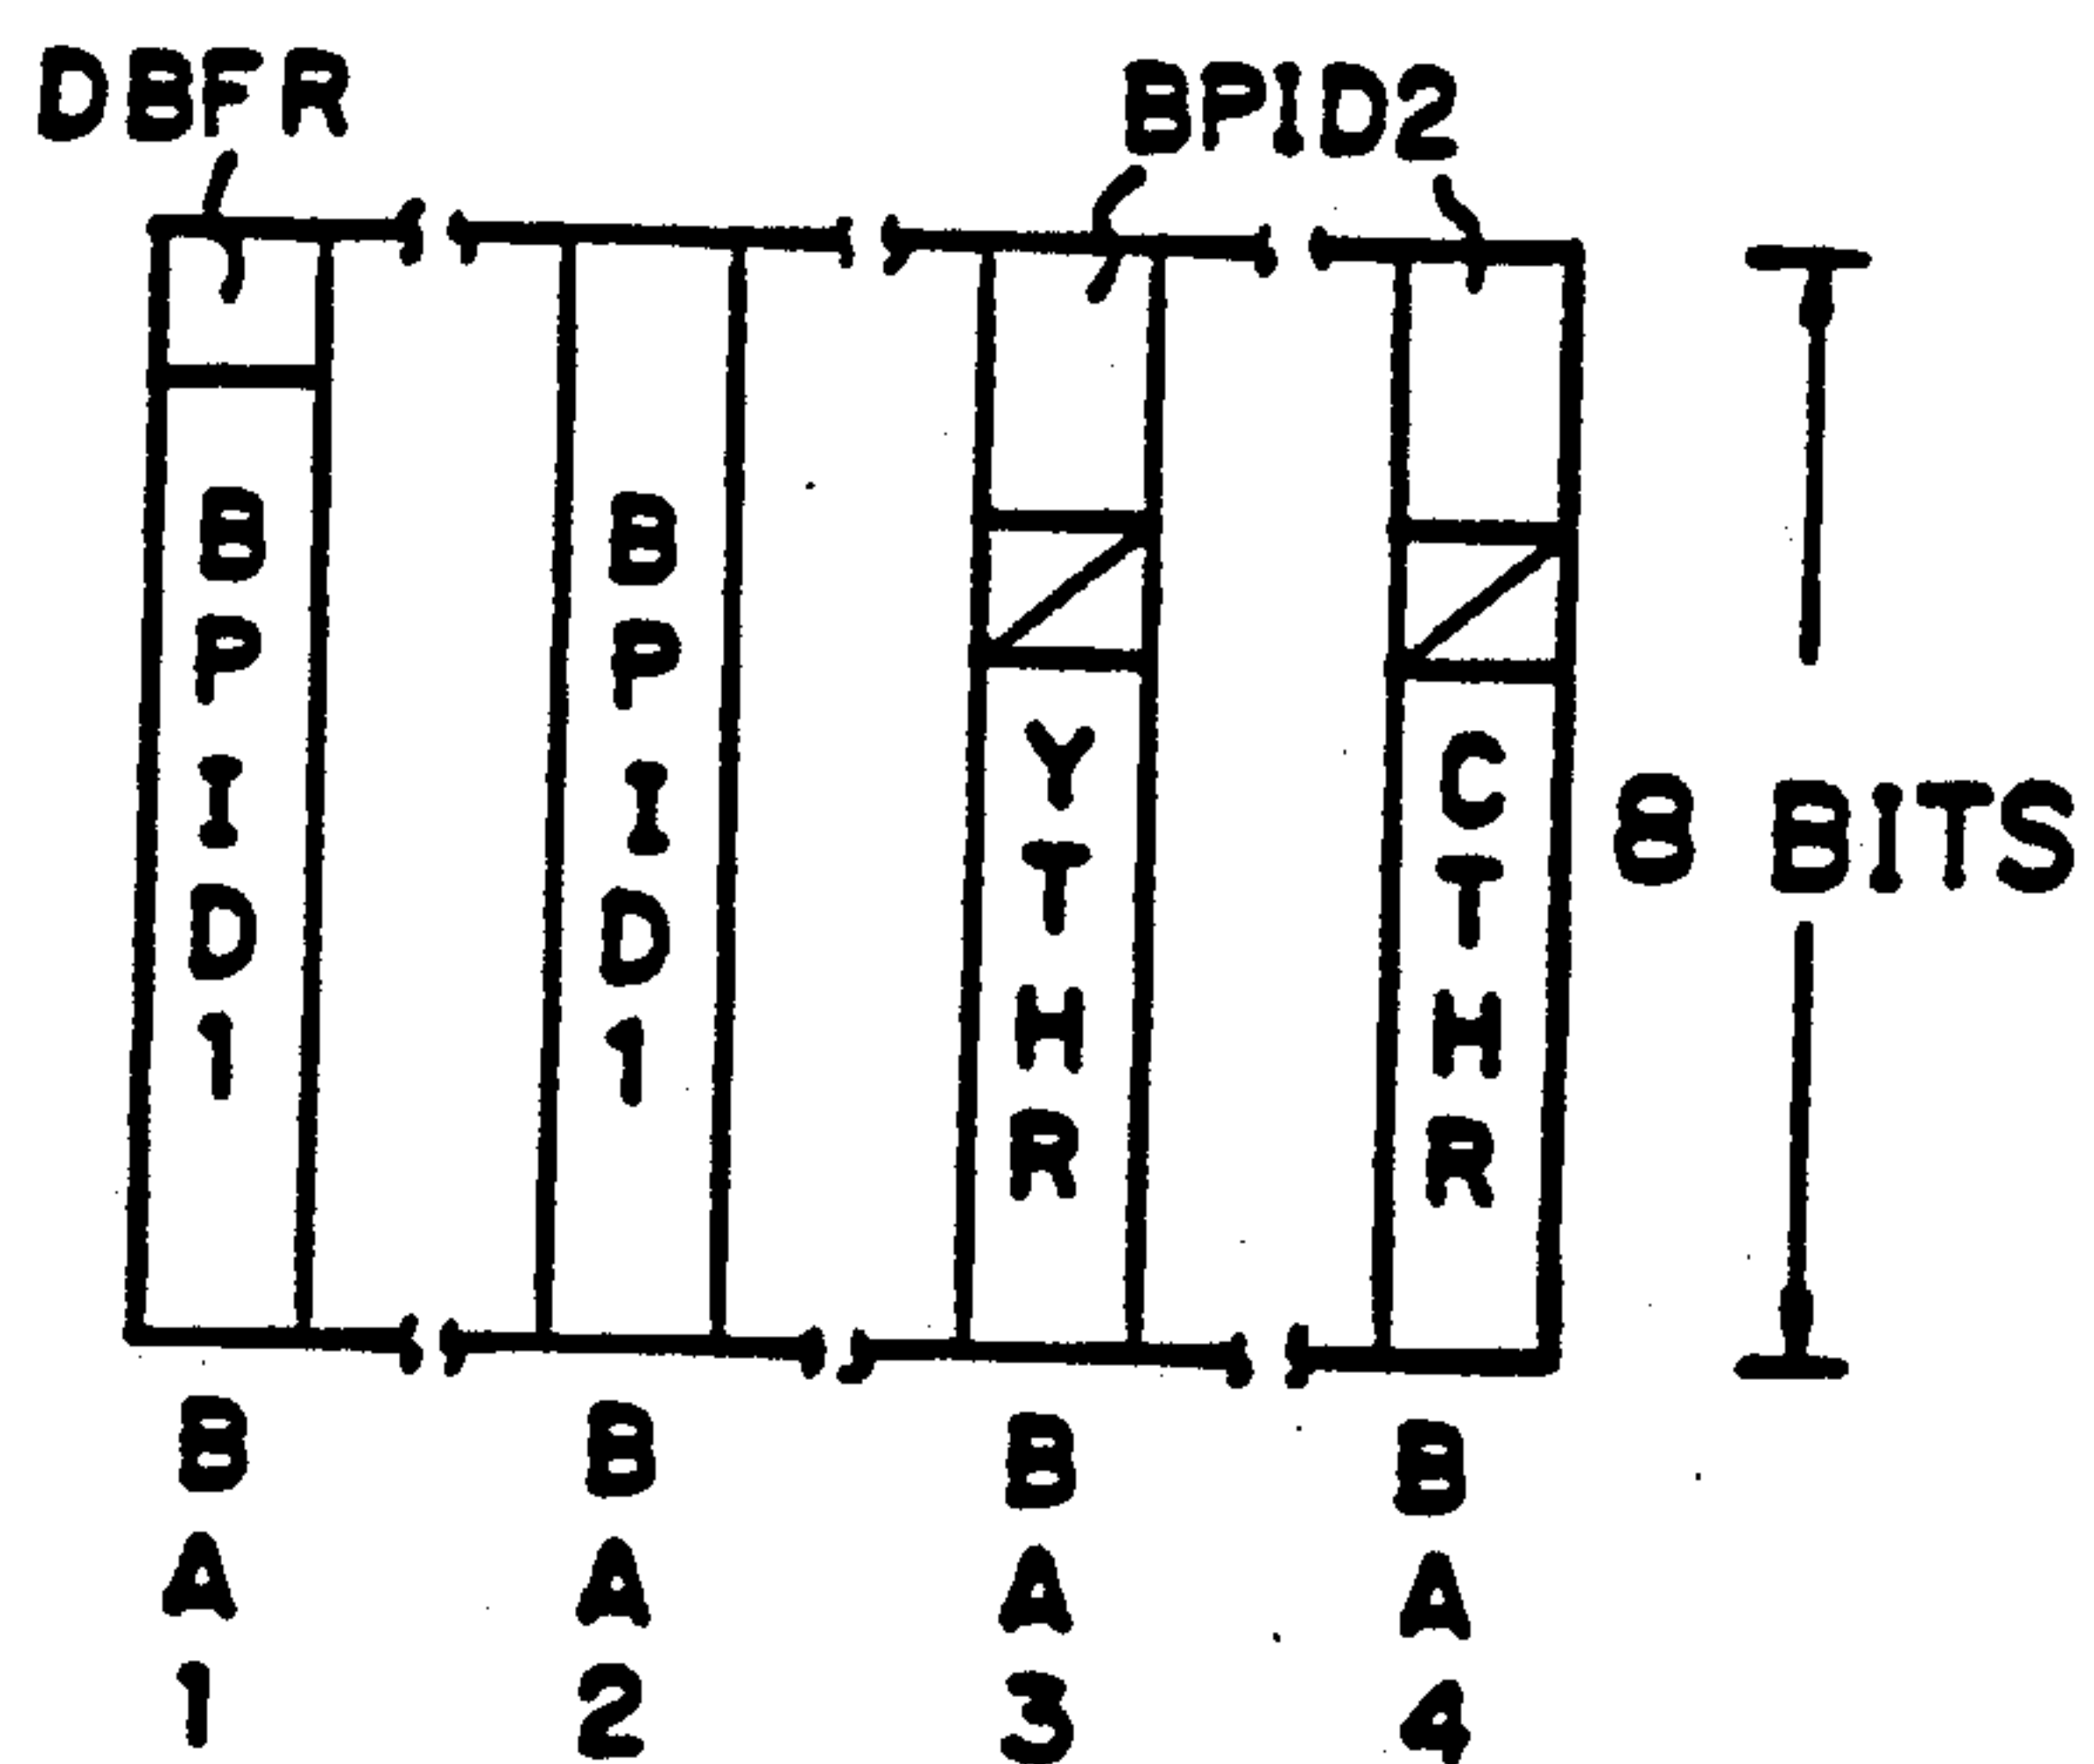 DBFR
BPID2
BPID1
BPID1
YTHR
CTHR
8 BITS
BA1
BA2
BA3
BA4